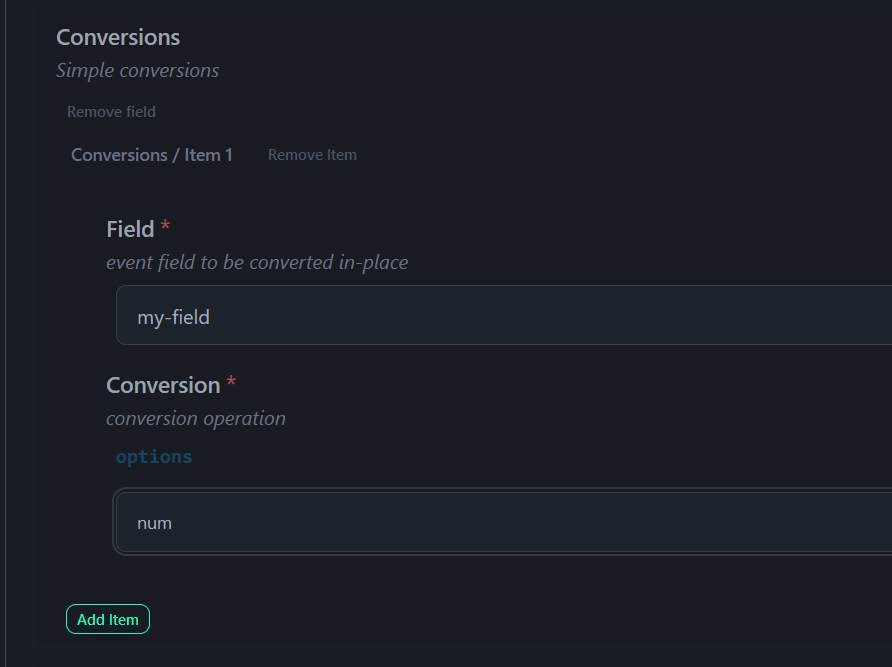 Conversions
Simple conversions
Remove field
Conversions / Item 1 Remove Item
Field *
event field to be converted in-place
my-field
Conversion *
conversion operation
options
num
Add Item